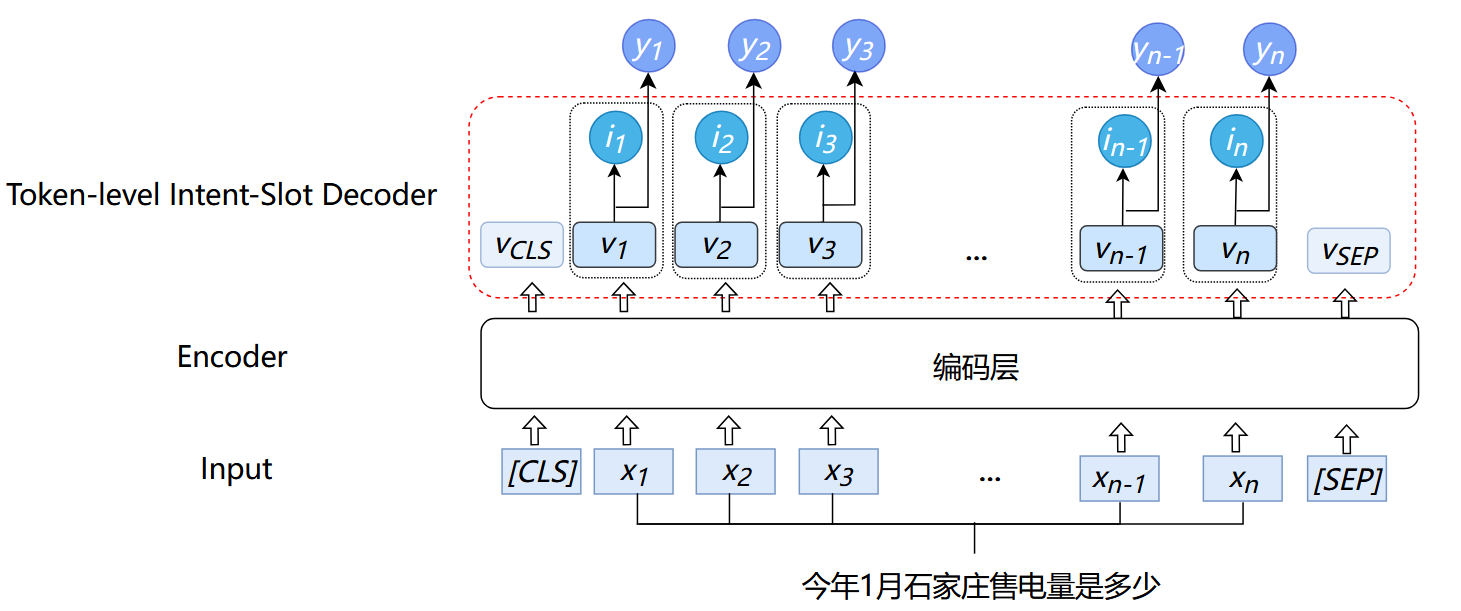 y1 y2 y3 yn-1 yn
i1 i2 i3 in-1 in
Token-level Intent-Slot Decoder
vCLS v1 v2 v3 ... vn-1 vn vSEP
Encoder
编码层
Input
[CLS] x1 x2 x3 ... xn-1 xn [SEP]
今年1月石家庄售电量是多少